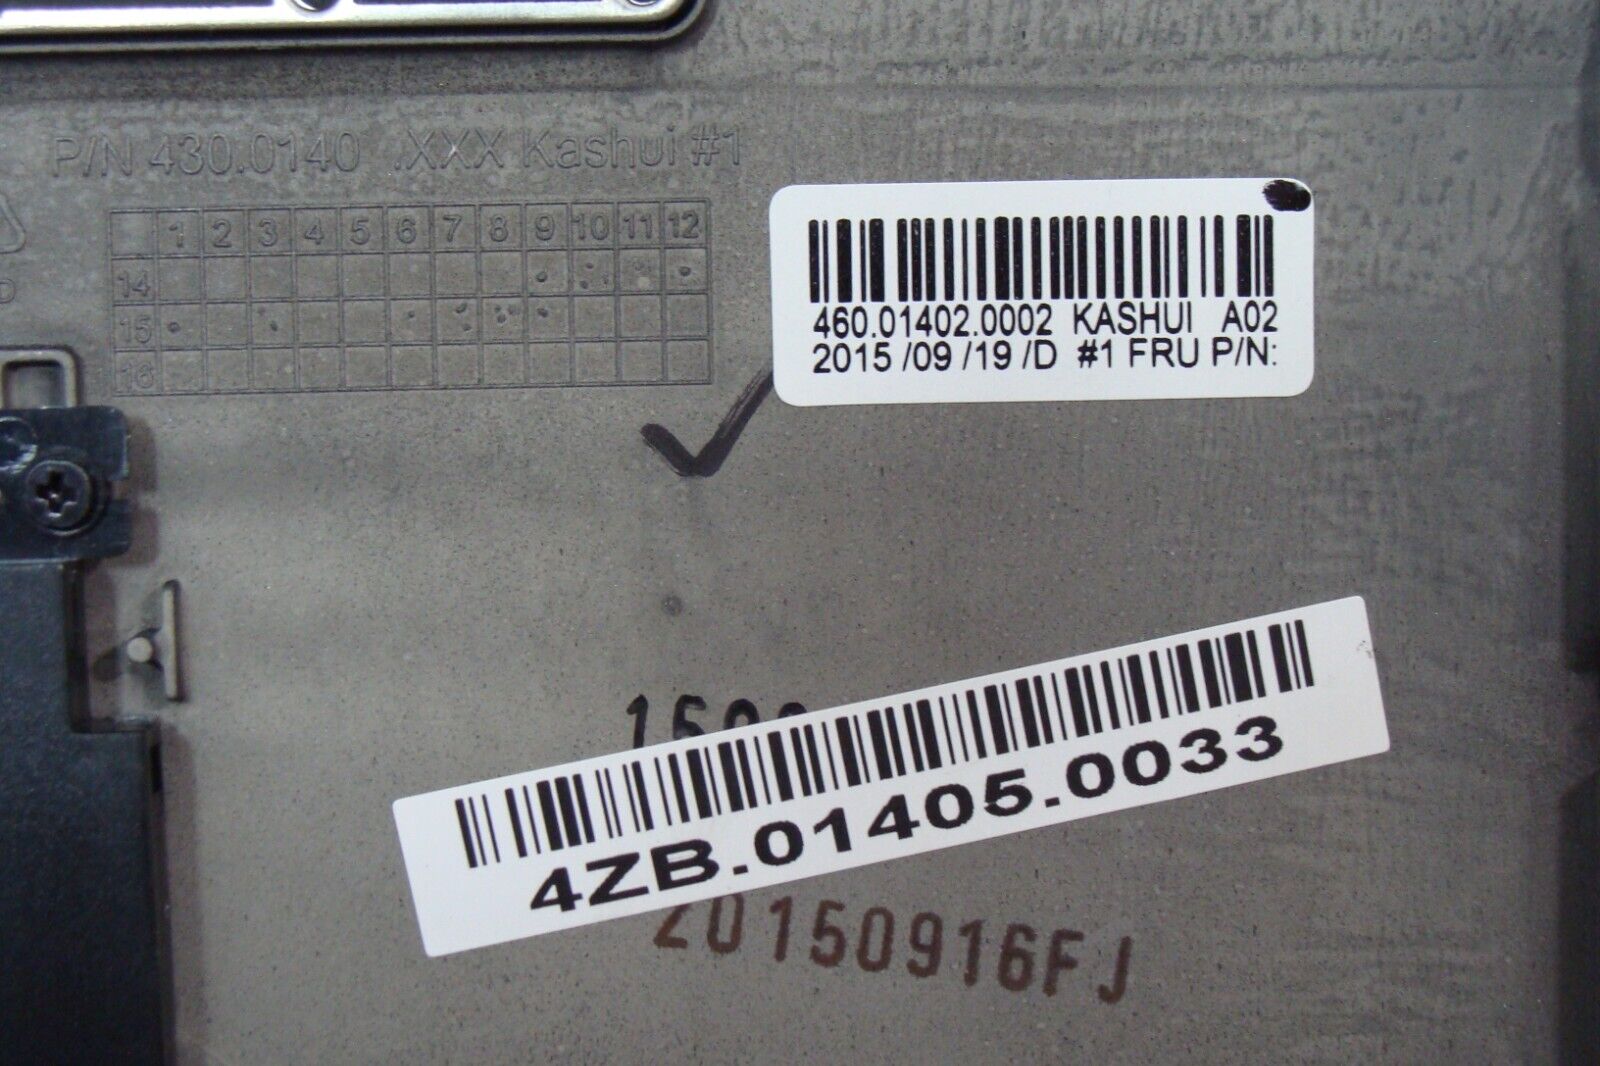 P/N 430.0140 .XXX Kashui #1
1 2 3 4 5 6 7 8 9 10 11 12
14
15
16
460.01402.0002 KASHUI A02
2015 /09 /19 /D #1 FRU P/N:
4ZB.01405.0033
20150916FJ